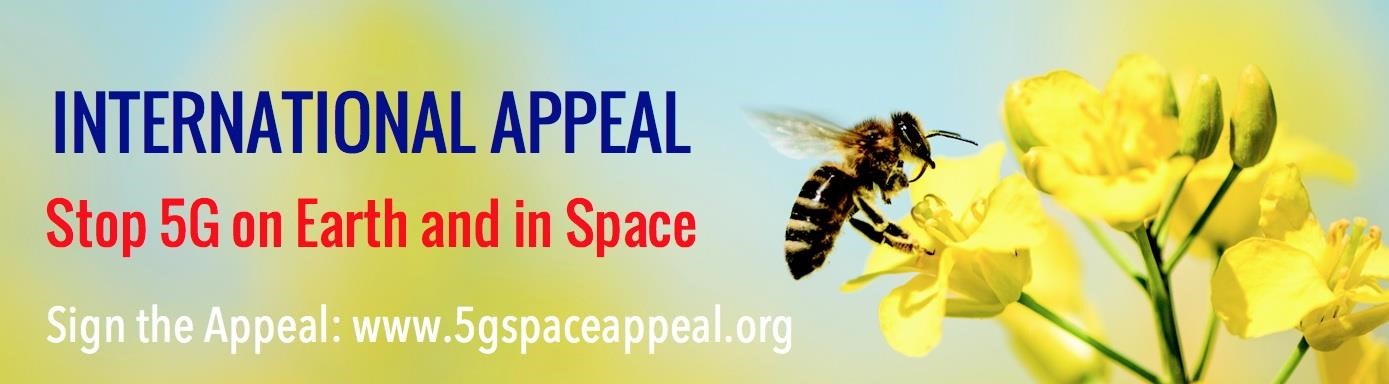 INTERNATIONAL APPEAL
Stop 5G on Earth and in Space
Sign the Appeal: www.5gspaceappeal.org